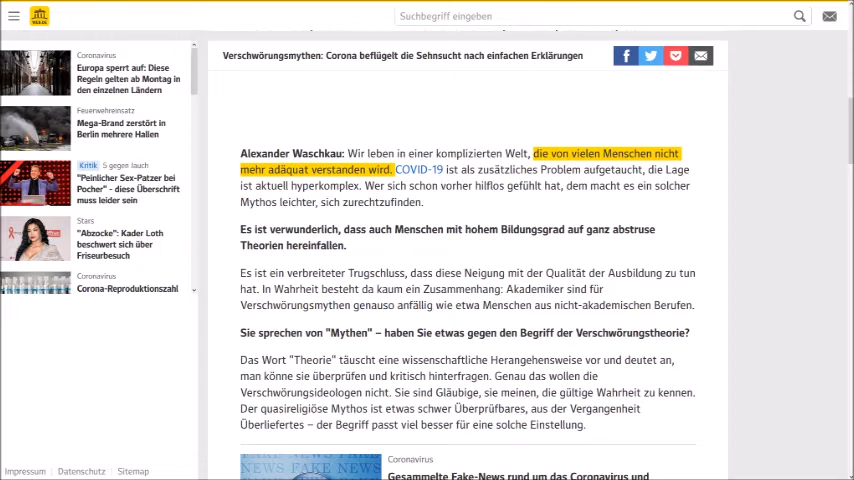 WEB.DE
Suchbegriff eingeben
Coronavirus
Europa sperrt auf: Diese
Regeln gelten ab Montag in
den einzelnen Ländern
Feuerwehreinsatz
Mega-Brand zerstört in
Berlin mehrere Hallen
Kritik 5 gegen Jauch
"Peinlicher Sex-Patzer bei
Pocher" - diese Überschrift
muss leider sein
Stars
"Abzocke": Kader Loth
beschwert sich über
Friseurbesuch
Coronavirus
Corona-Reproduktionszahl
Impressum | Datenschutz | Sitemap
Verschwörungsmythen: Corona beflügelt die Sehnsucht nach einfachen Erklärungen
Alexander Waschkau: Wir leben in einer komplizierten Welt, die von vielen Menschen nicht
mehr adäquat verstanden wird. COVID-19 ist als zusätzliches Problem aufgetaucht, die Lage
ist aktuell hyperkomplex. Wer sich schon vorher hilflos gefühlt hat, dem macht es ein solcher
Mythos leichter, sich zurechtzufinden.
Es ist verwunderlich, dass auch Menschen mit hohem Bildungsgrad auf ganz abstruse
Theorien hereinfallen.
Es ist ein verbreiteter Trugschluss, dass diese Neigung mit der Qualität der Ausbildung zu tun
hat. In Wahrheit besteht da kaum ein Zusammenhang: Akademiker sind für
Verschwörungsmythen genauso anfällig wie etwa Menschen aus nicht-akademischen Berufen.
Sie sprechen von "Mythen" – haben Sie etwas gegen den Begriff der Verschwörungstheorie?
Das Wort "Theorie" täuscht eine wissenschaftliche Herangehensweise vor und deutet an,
man könne sie überprüfen und kritisch hinterfragen. Genau das wollen die
Verschwörungsideologen nicht. Sie sind Gläubige, sie meinen, die gültige Wahrheit zu kennen.
Der quasireligiöse Mythos ist etwas schwer Überprüfbares, aus der Vergangenheit
Überliefertes – der Begriff passt viel besser für eine solche Einstellung.
NEWS FAKE NEWS
Coronavirus
Gesammelte Fake-News rund um das Coronavirus und